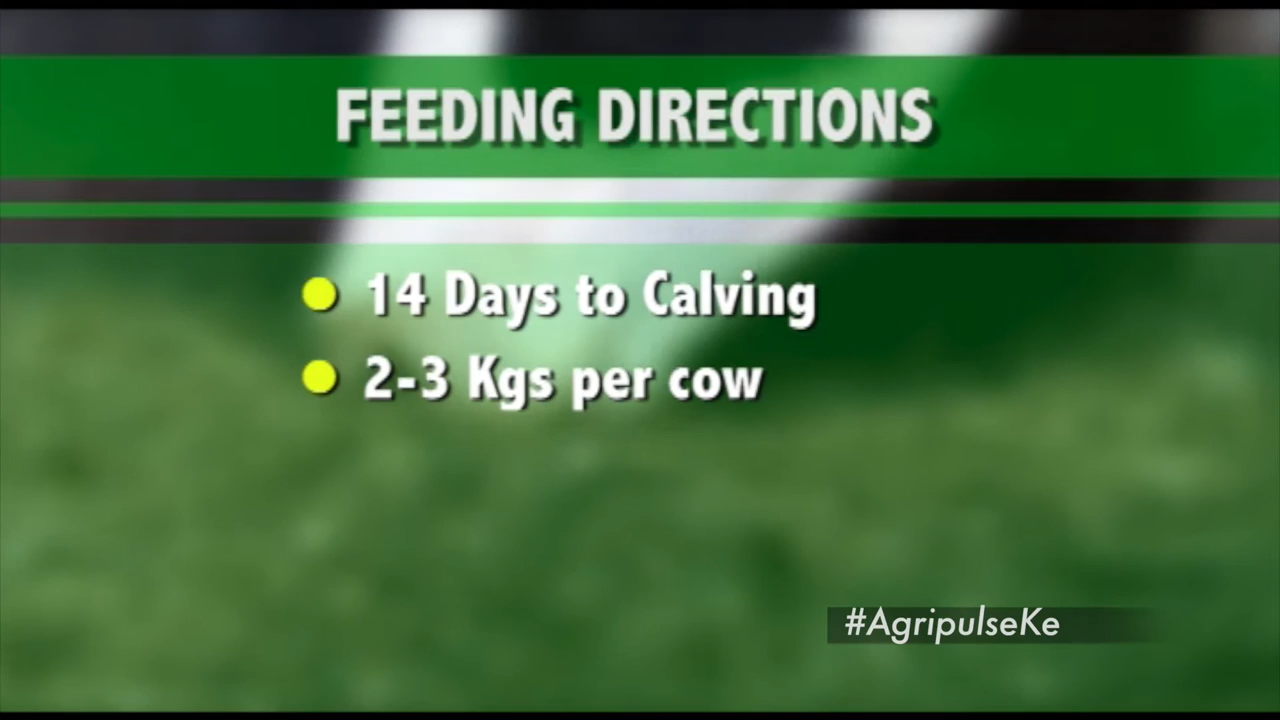 FEEDING DIRECTIONS
14 Days to Calving
2-3 Kgs per cow
#AgripulseKe